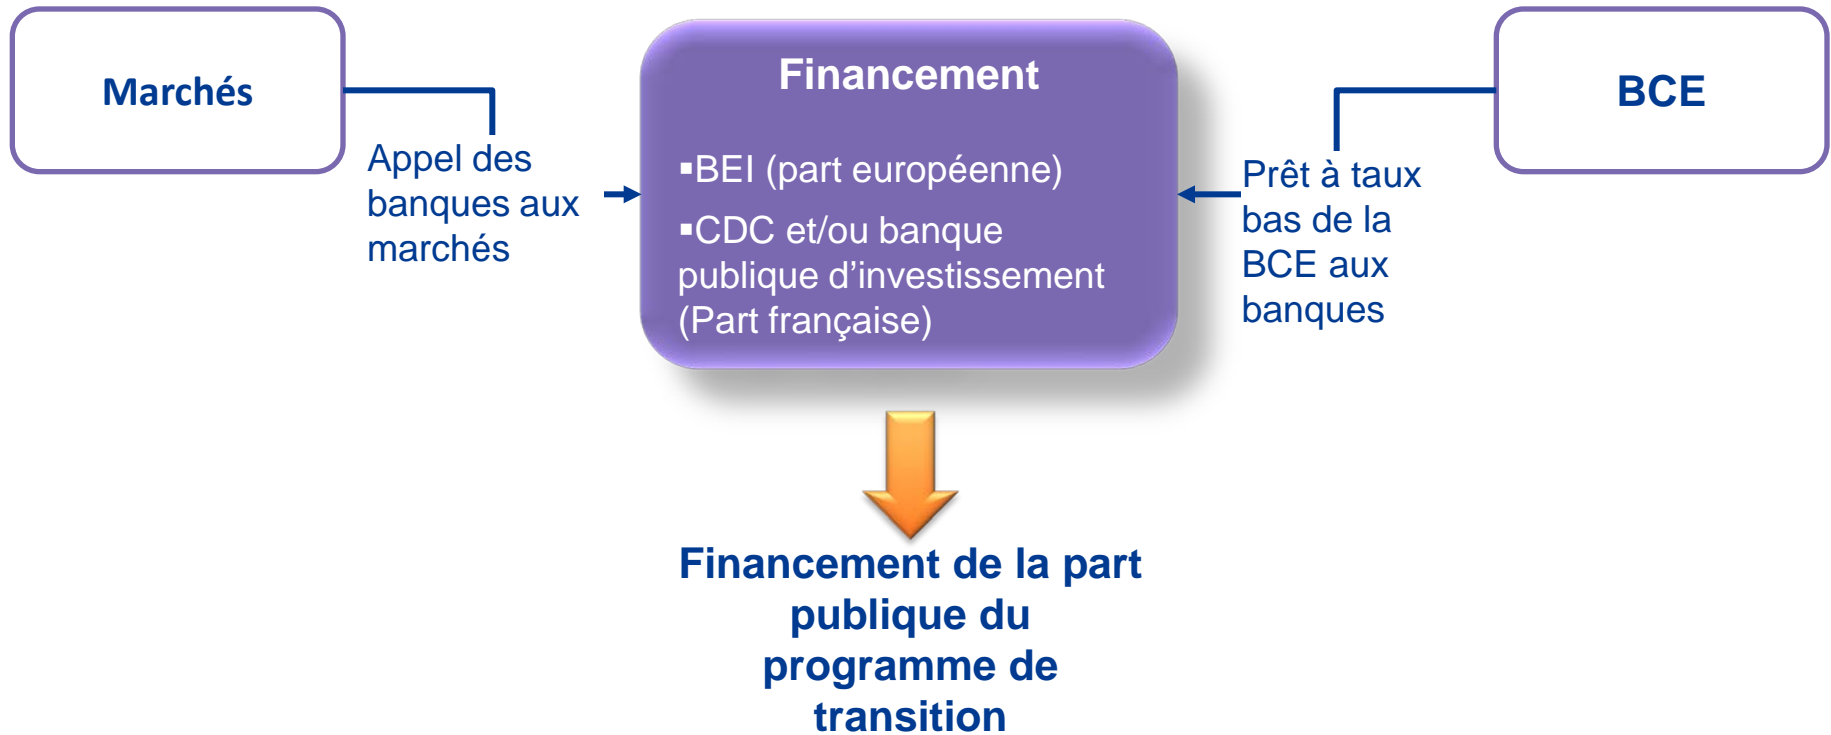 Marchés
Appel des
banques aux
marchés
Financement
▪BEI (part européenne)
▪CDC et/ou banque
publique d’investissement
(Part française)
BCE
Prêt à taux
bas de la
BCE aux
banques
Financement de la part
publique du
programme de
transition